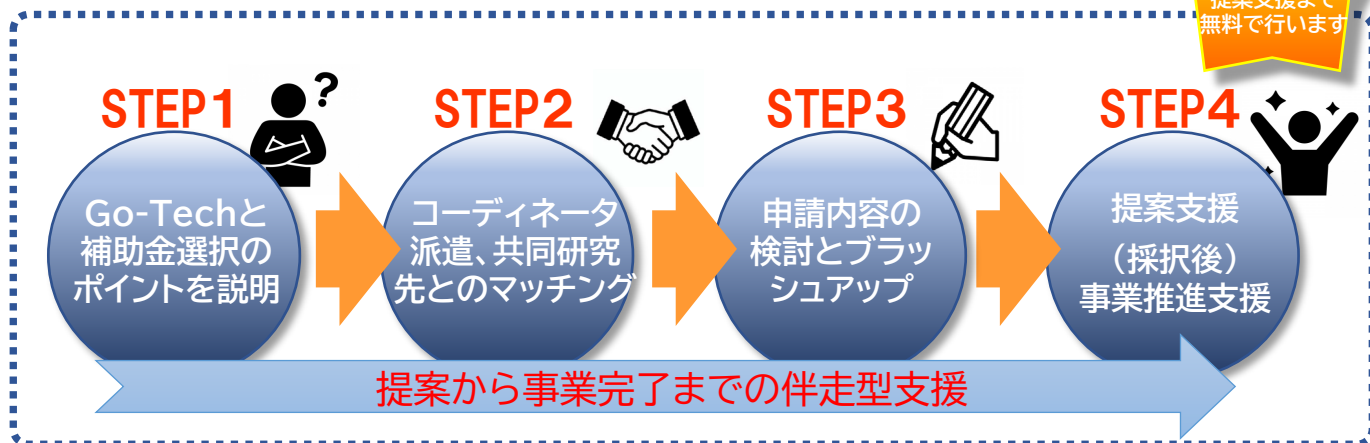 提案支援まで
無料で行います
STEP1
?
STEP2
STEP3
STEP4
Go-Techと
補助金選択の
ポイントを説明
コーディネータ
派遣、共同研究
先とのマッチング
申請内容の
検討とブラッ
シュアップ
提案支援
（採択後）
事業推進支援
提案から事業完了までの伴走型支援